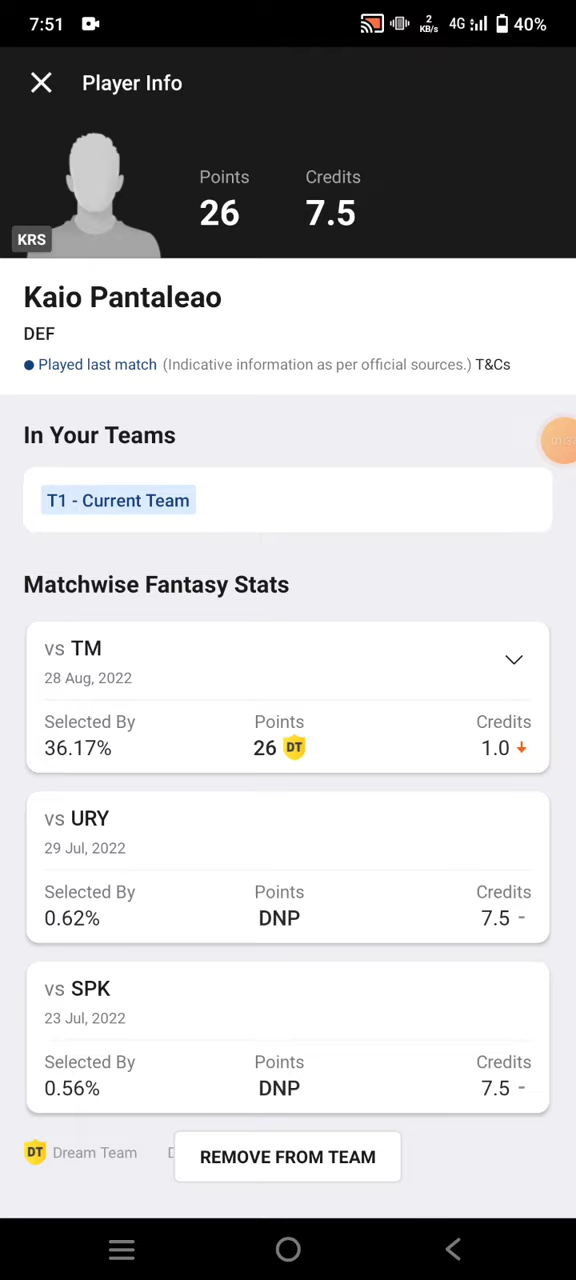 7:51 2 KB/s 4G 40%
Player Info
Points Credits
26 7.5
KRS
Kaio Pantaleao
DEF
Played last match (Indicative information as per official sources.) T&Cs
In Your Teams
T1 - Current Team
Matchwise Fantasy Stats
vs TM
28 Aug, 2022
Selected By Points Credits
36.17% 26 DT 1.0
vs URY
29 Jul, 2022
Selected By Points Credits
0.62% DNP 7.5 -
vs SPK
23 Jul, 2022
Selected By Points Credits
0.56% DNP 7.5 -
DT Dream Team
REMOVE FROM TEAM